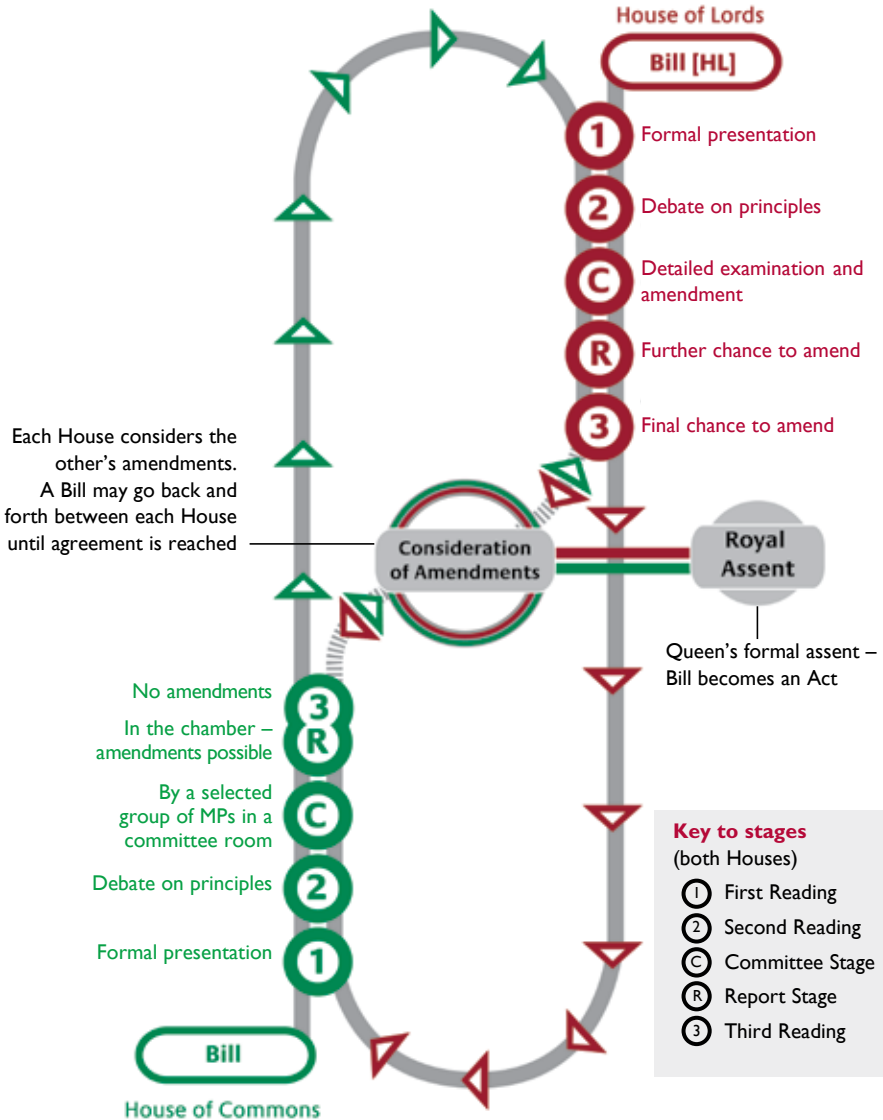 House of Lords
Bill [HL]
1
Formal presentation
2
Debate on principles
C
Detailed examination and
amendment
R
Further chance to amend
3
Final chance to amend
Each House considers the
other's amendments.
A Bill may go back and
forth between each House
until agreement is reached
Consideration
of Amendments
Royal
Assent
Queen's formal assent –
Bill becomes an Act
No amendments
3
In the chamber –
amendments possible
R
By a selected
group of MPs in a
committee room
C
Debate on principles
2
Formal presentation
1
Bill
House of Commons
Key to stages
(both Houses)
1 First Reading
2 Second Reading
C Committee Stage
R Report Stage
3 Third Reading